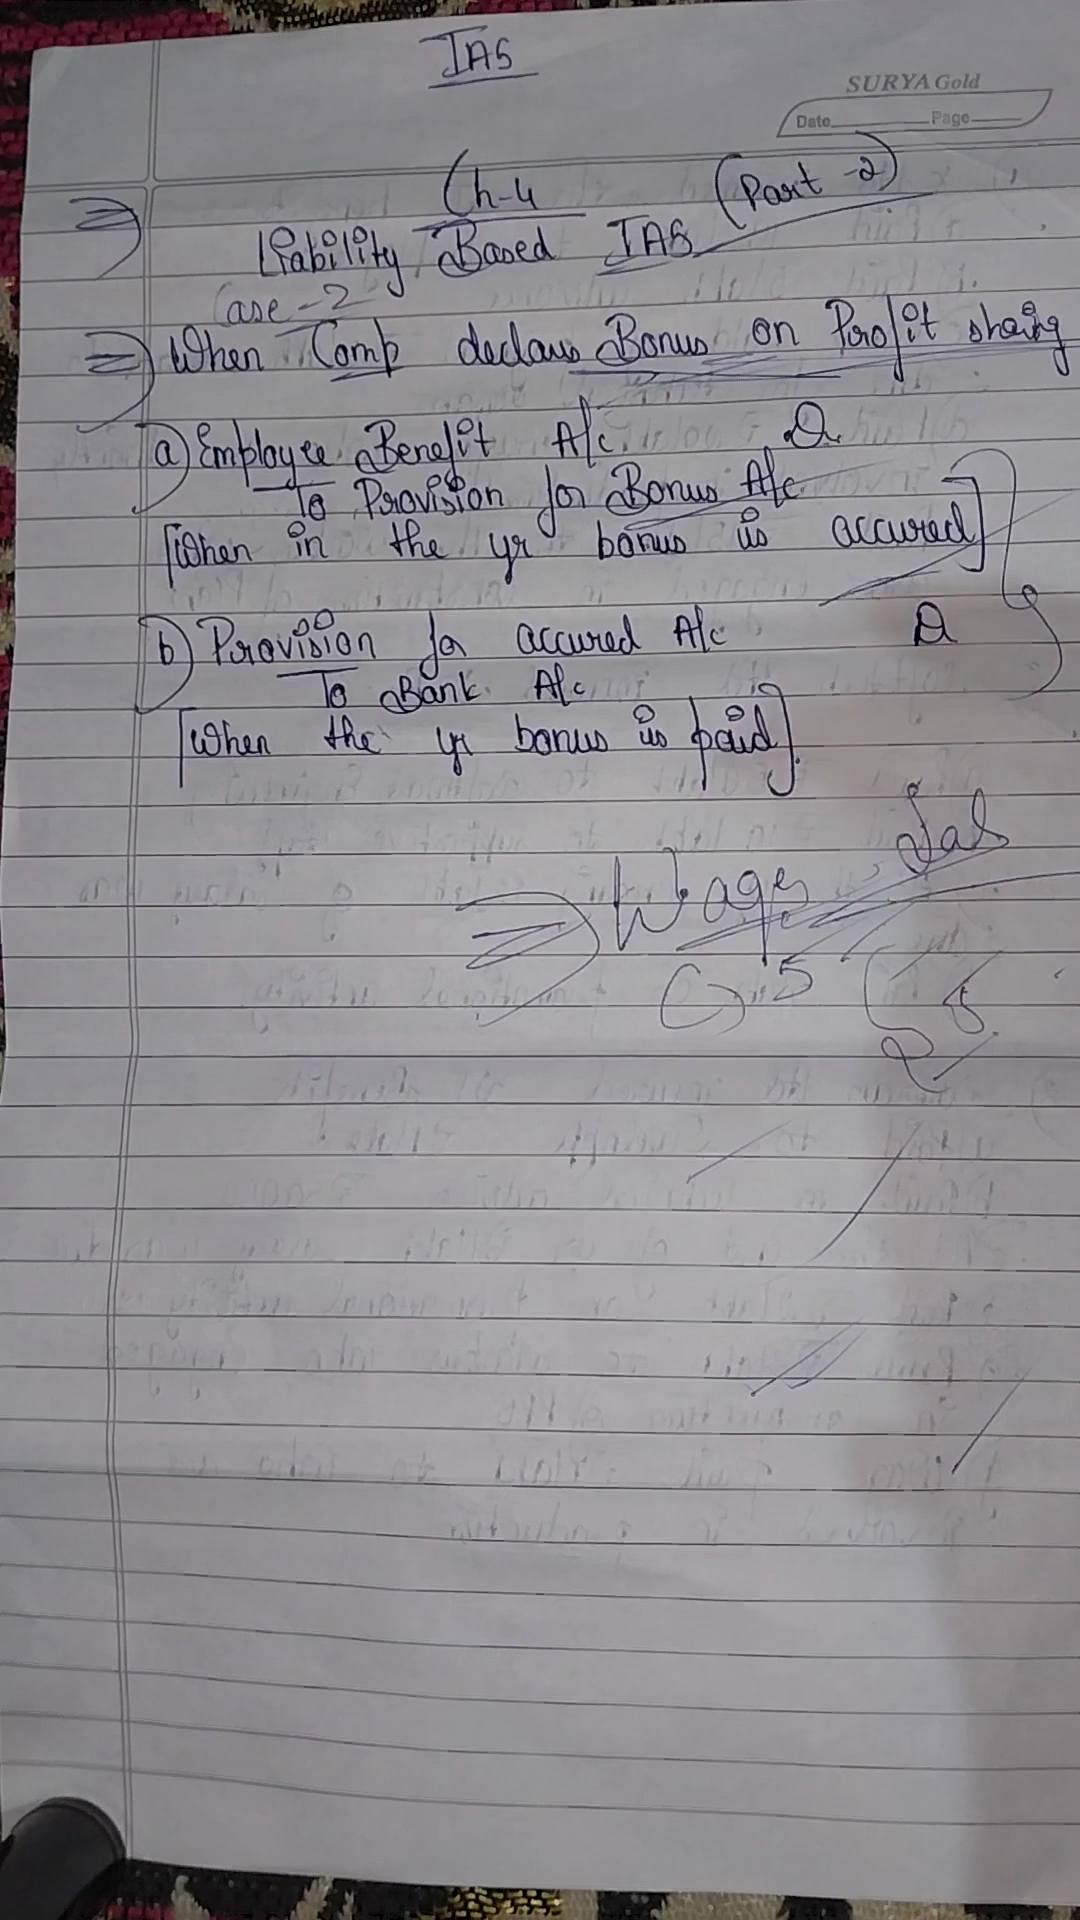 IAS
SURYA Gold
Date Page
Ch-4 (Part -2)
Liability Based IAS
Case -2
When Comp declaus Bonus on Profit sharing
a) Employee Benefit A/c. Dr.
To Provision for Bonus A/c
[When in the yr bonus is accured]
b) Provision for accured A/c Dr
To Bank A/c
[When the yr bonus is paid].
Wages, Sal